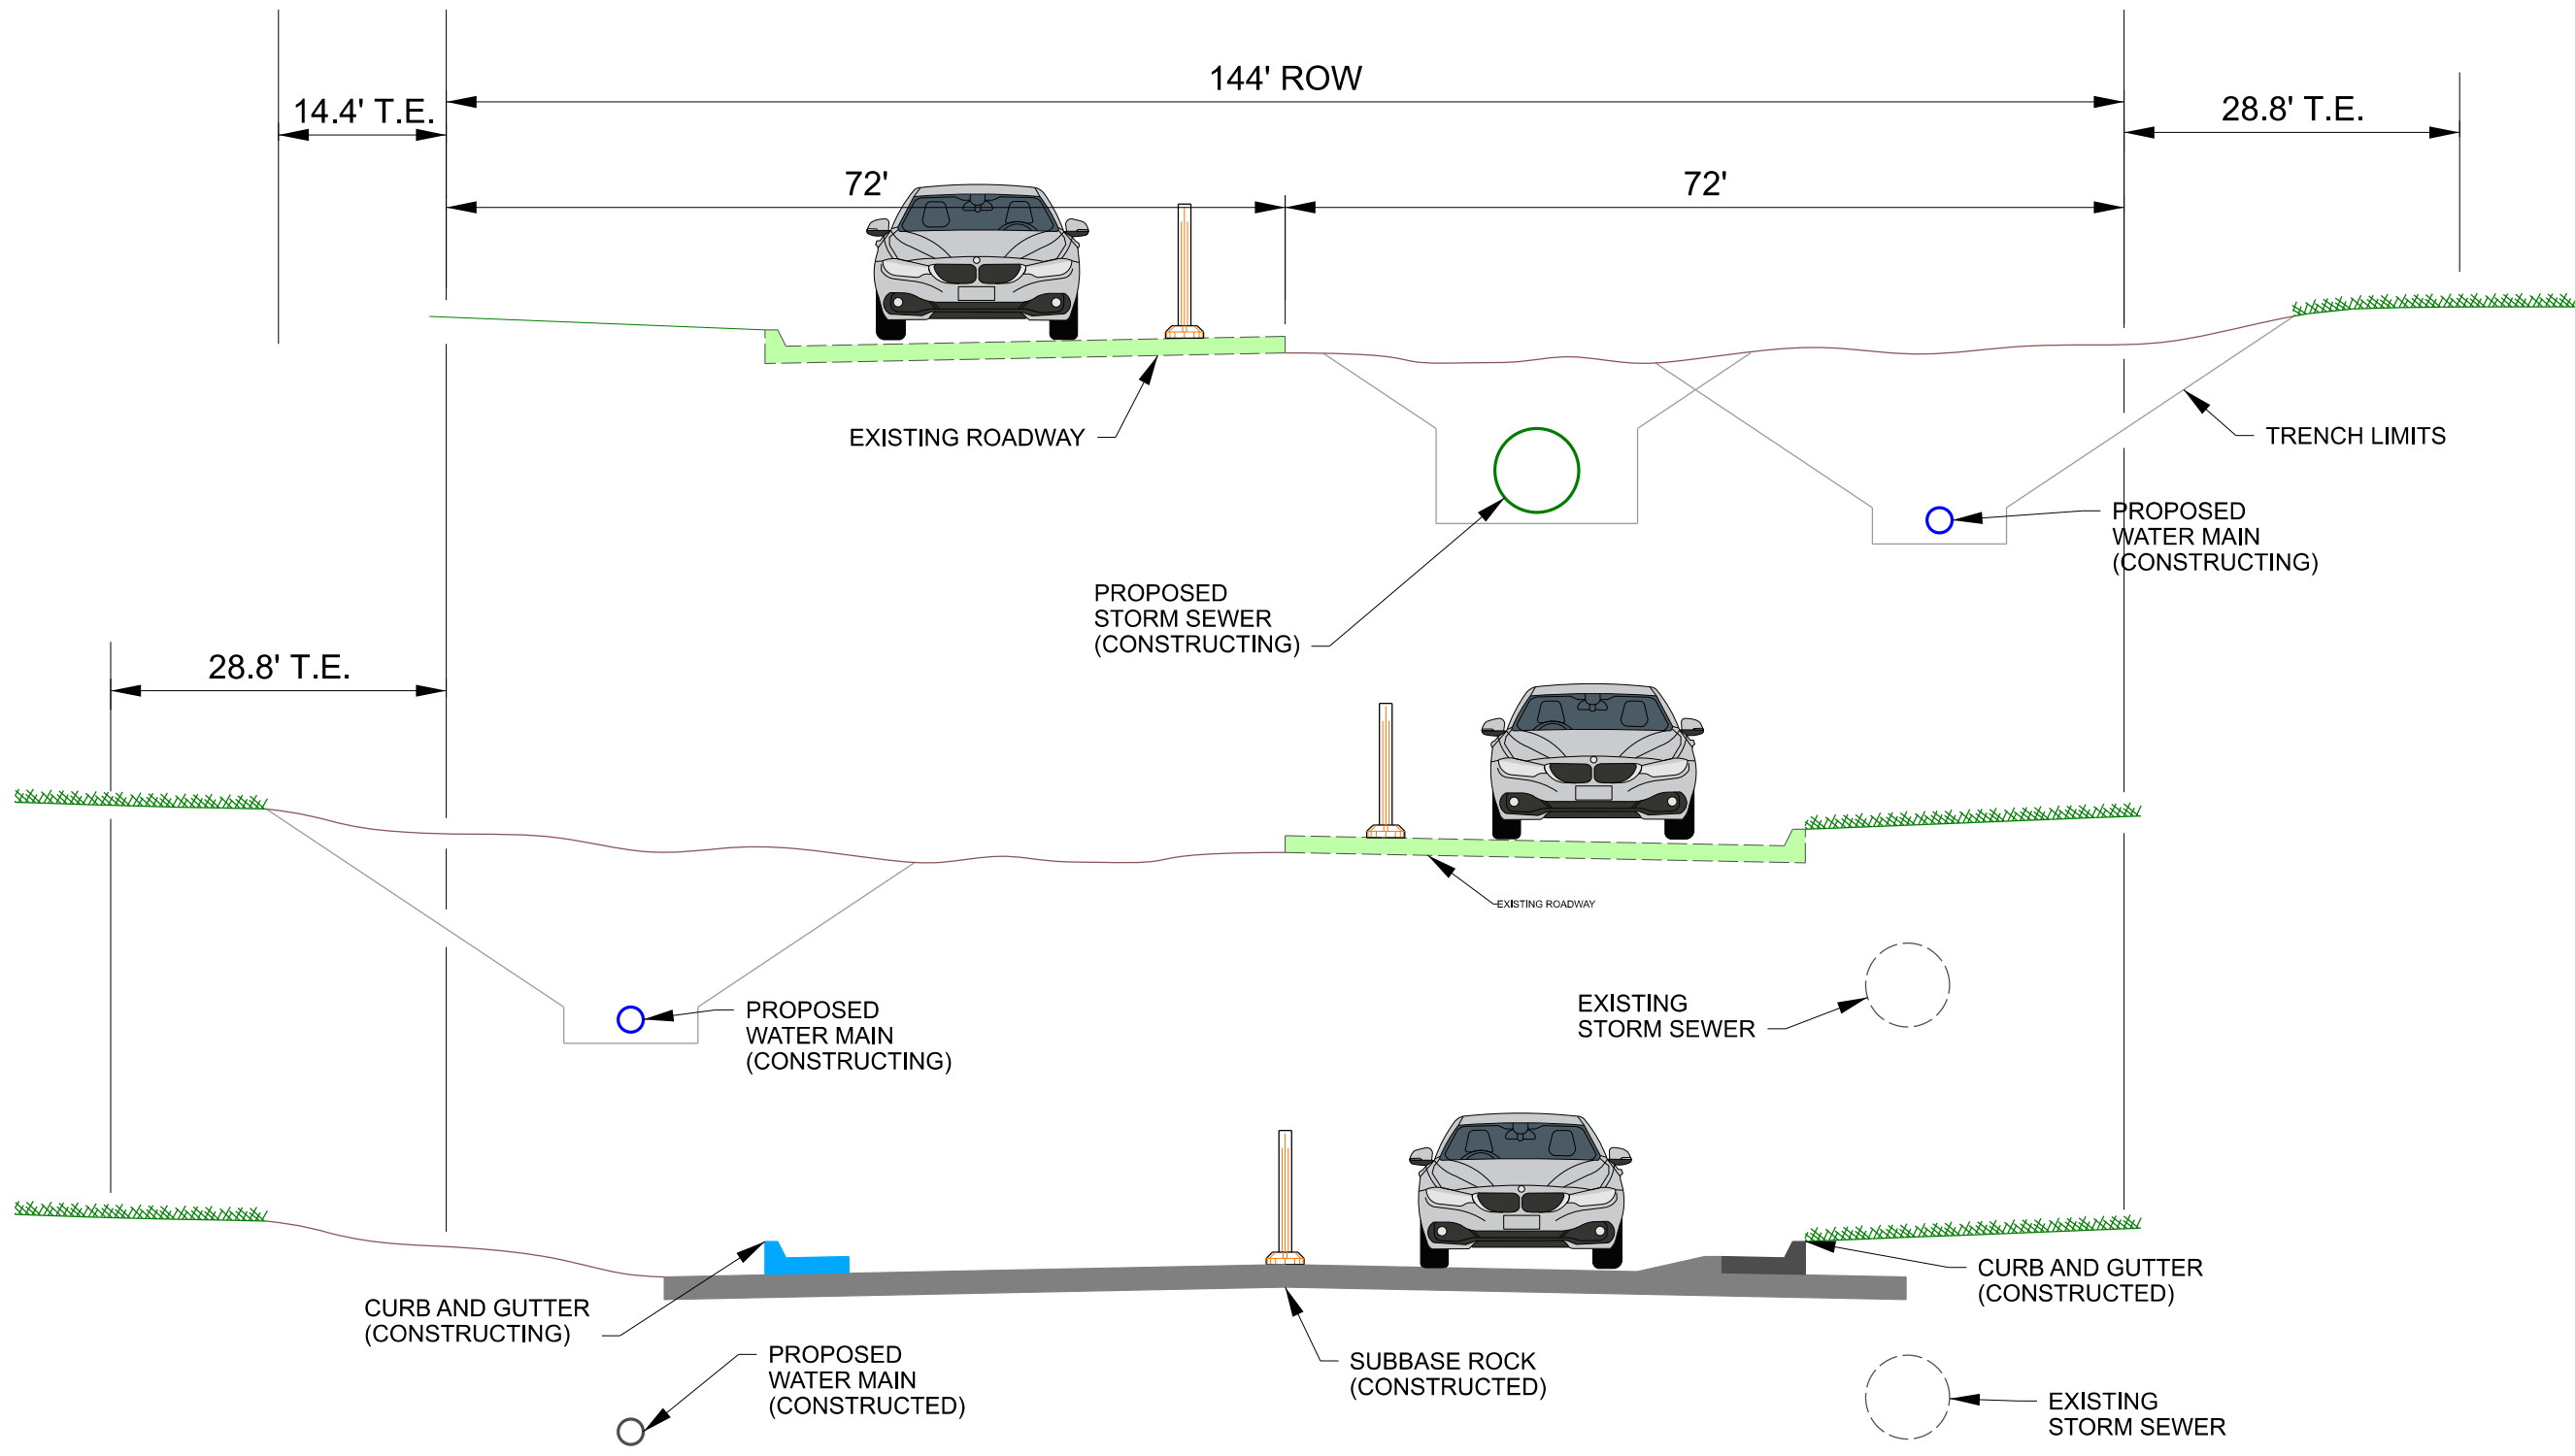 144' ROW
14.4' T.E.
28.8' T.E.
72'
72'
EXISTING ROADWAY
TRENCH LIMITS
PROPOSED
WATER MAIN
(CONSTRUCTING)
PROPOSED
STORM SEWER
(CONSTRUCTING)
28.8' T.E.
EXISTING ROADWAY
EXISTING
STORM SEWER
PROPOSED
WATER MAIN
(CONSTRUCTING)
CURB AND GUTTER
(CONSTRUCTED)
CURB AND GUTTER
(CONSTRUCTING)
PROPOSED
WATER MAIN
(CONSTRUCTED)
SUBBASE ROCK
(CONSTRUCTED)
EXISTING
STORM SEWER